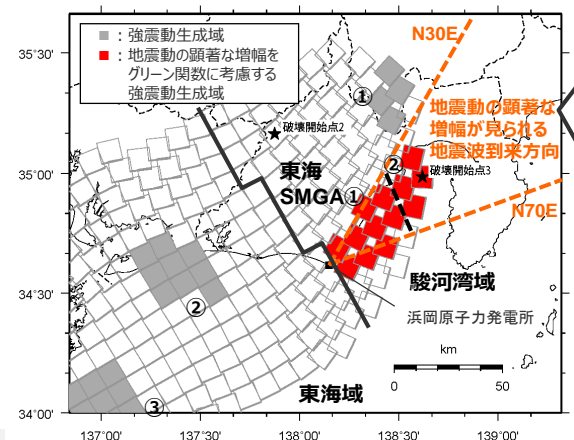 ■：強震動生成域
■：地震動の顕著な増幅を
グリーン関数に考慮する
強震動生成域
N30E
地震動の顕著な
増幅が見られる
地震波到来方向
①
★破壊開始点2
②
★破壊開始点3
東海
SMGA①
N70E
駿河湾域
浜岡原子力発電所
②
km
0 50
東海域
③
35°30'
35°00'
34°30'
34°00'
137°00' 137°30' 138°00' 138°30' 139°00'